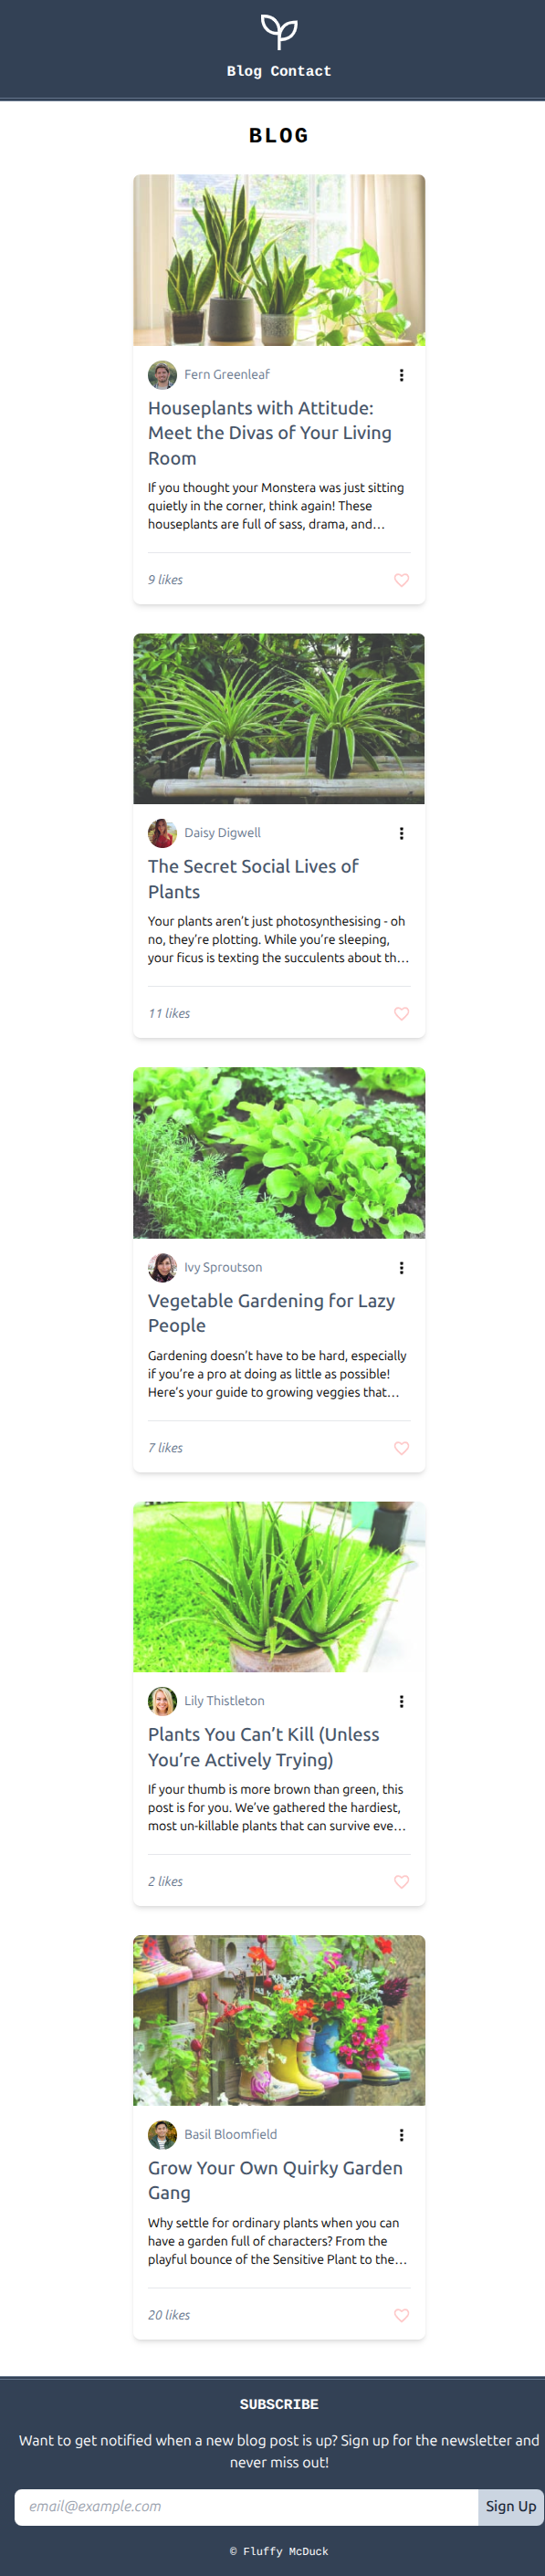 Blog Contact
BLOG
Fern Greenleaf
Houseplants with Attitude:
Meet the Divas of Your Living
Room
If you thought your Monstera was just sitting
quietly in the corner, think again! These
houseplants are full of sass, drama, and...
9 likes
Daisy Digwell
The Secret Social Lives of
Plants
Your plants aren’t just photosynthesising - oh
no, they’re plotting. While you’re sleeping,
your ficus is texting the succulents about th...
11 likes
Ivy Sproutson
Vegetable Gardening for Lazy
People
Gardening doesn’t have to be hard, especially
if you’re a pro at doing as little as possible!
Here’s your guide to growing veggies that...
7 likes
Lily Thistleton
Plants You Can’t Kill (Unless
You’re Actively Trying)
If your thumb is more brown than green, this
post is for you. We’ve gathered the hardiest,
most un-killable plants that can survive eve...
2 likes
Basil Bloomfield
Grow Your Own Quirky Garden
Gang
Why settle for ordinary plants when you can
have a garden full of characters? From the
playful bounce of the Sensitive Plant to the...
20 likes
SUBSCRIBE
Want to get notified when a new blog post is up? Sign up for the newsletter and
never miss out!
email@example.com
Sign Up
© Fluffy McDuck